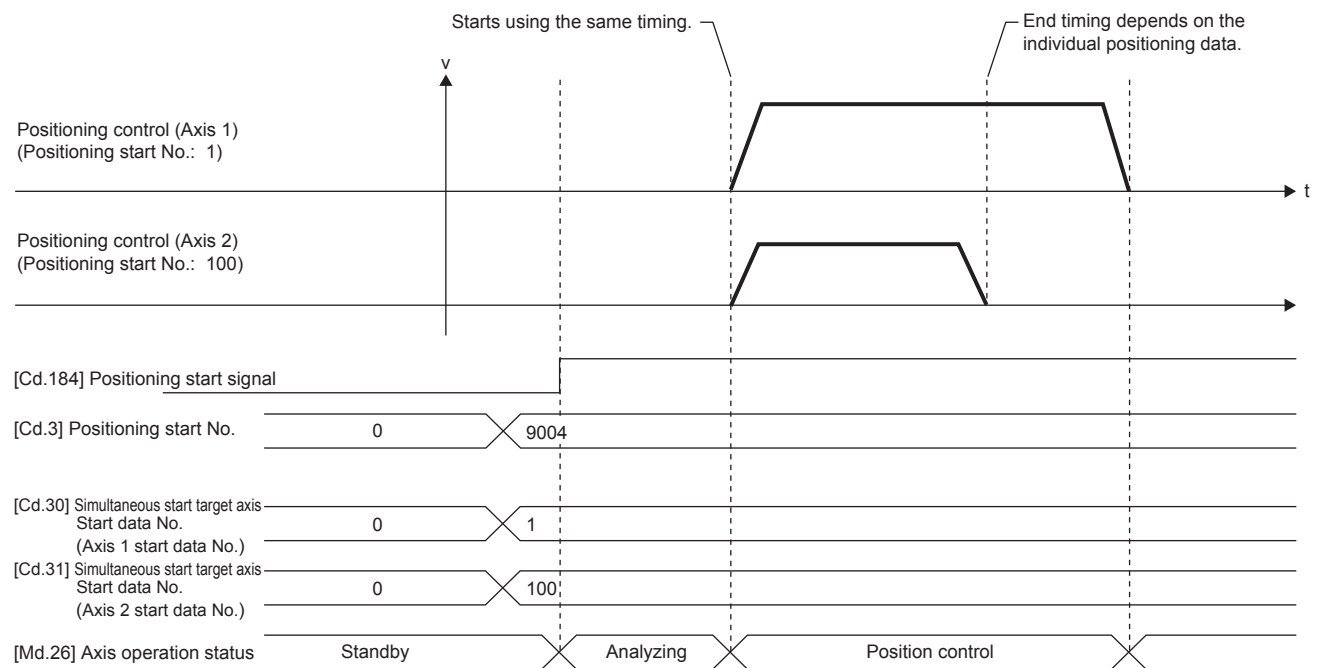 Starts using the same timing.
End timing depends on the
individual positioning data.
v
Positioning control (Axis 1)
(Positioning start No.: 1)
t
Positioning control (Axis 2)
(Positioning start No.: 100)
[Cd.184] Positioning start signal
[Cd.3] Positioning start No. 0 9004
[Cd.30] Simultaneous start target axis
Start data No. 0 1
(Axis 1 start data No.)
[Cd.31] Simultaneous start target axis
Start data No. 0 100
(Axis 2 start data No.)
[Md.26] Axis operation status Standby Analyzing Position control